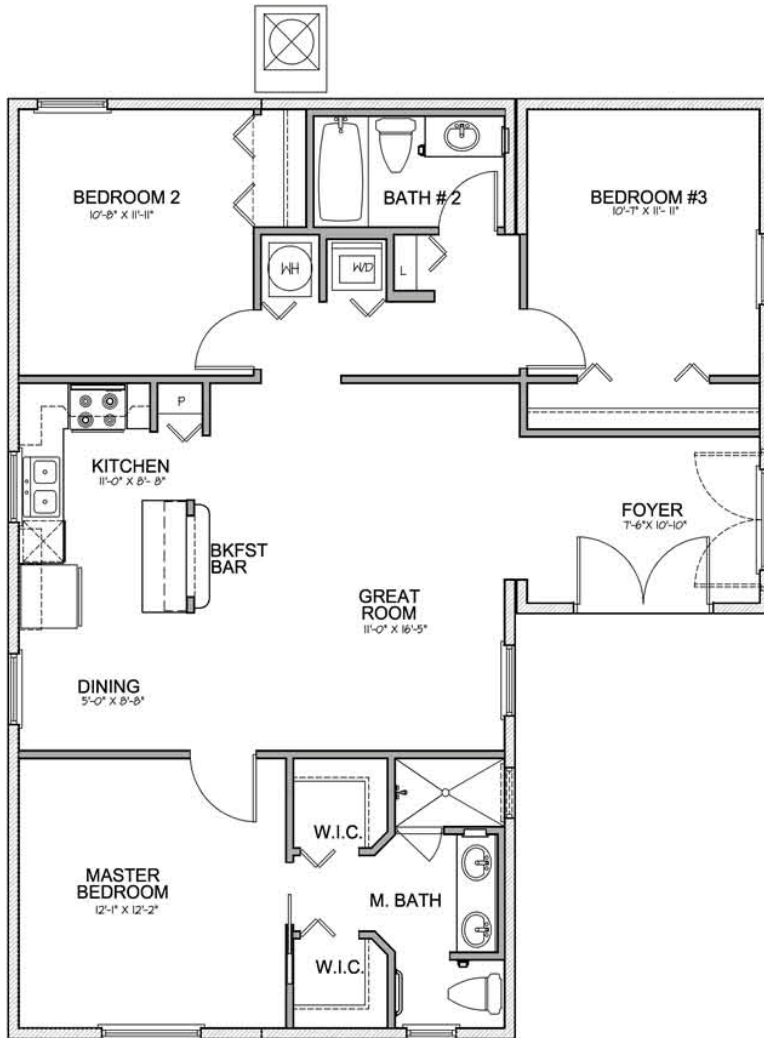 BEDROOM 2
10'-8" X 11'-11"
BATH # 2
BEDROOM #3
10'-7" X 11'- 11"
WH
W/D
L
P
KITCHEN
11'-0" X 8'- 8"
FOYER
7'-6"X 10'-10"
BKFST
BAR
GREAT
ROOM
11'-0" X 16'-5"
DINING
5'-0" X 8'-8"
W.I.C.
MASTER
BEDROOM
12'-1" X 12'-2"
M. BATH
W.I.C.